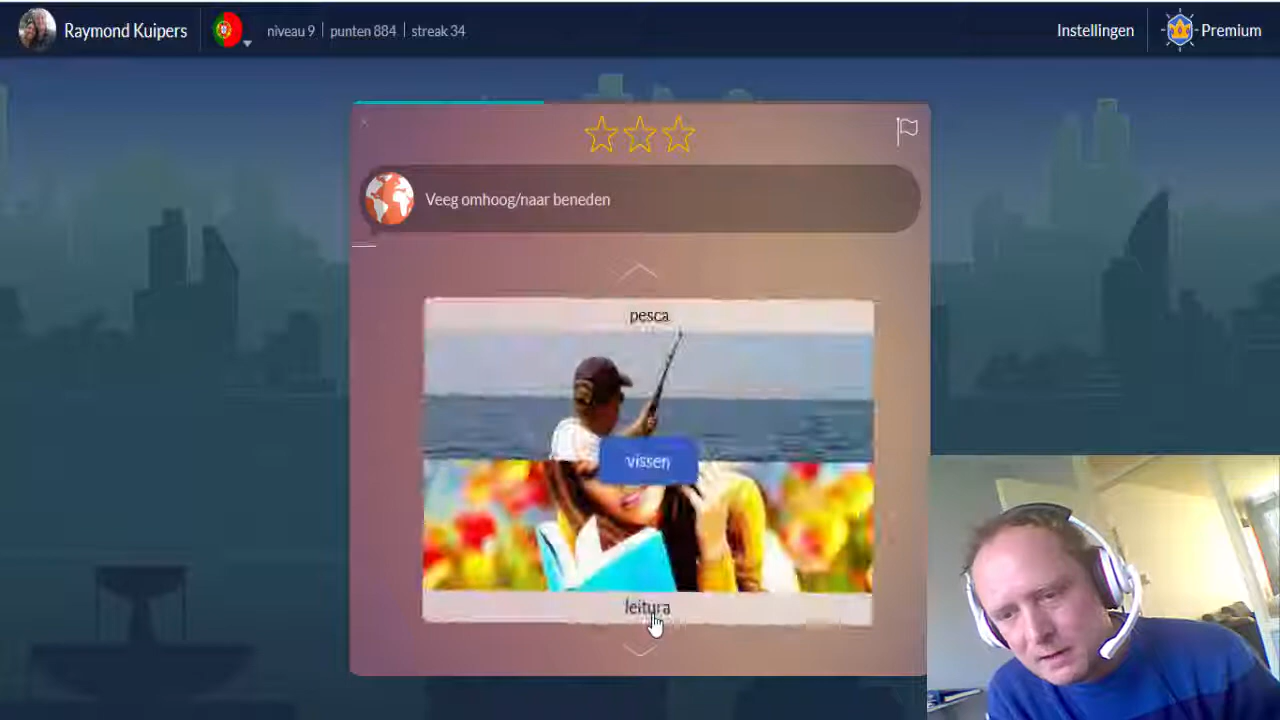 Raymond Kuipers
niveau 9 | punten 884 | streak 34
Instellingen
Premium
Veeg omhoog/naar beneden
pesca
vissen
leitura